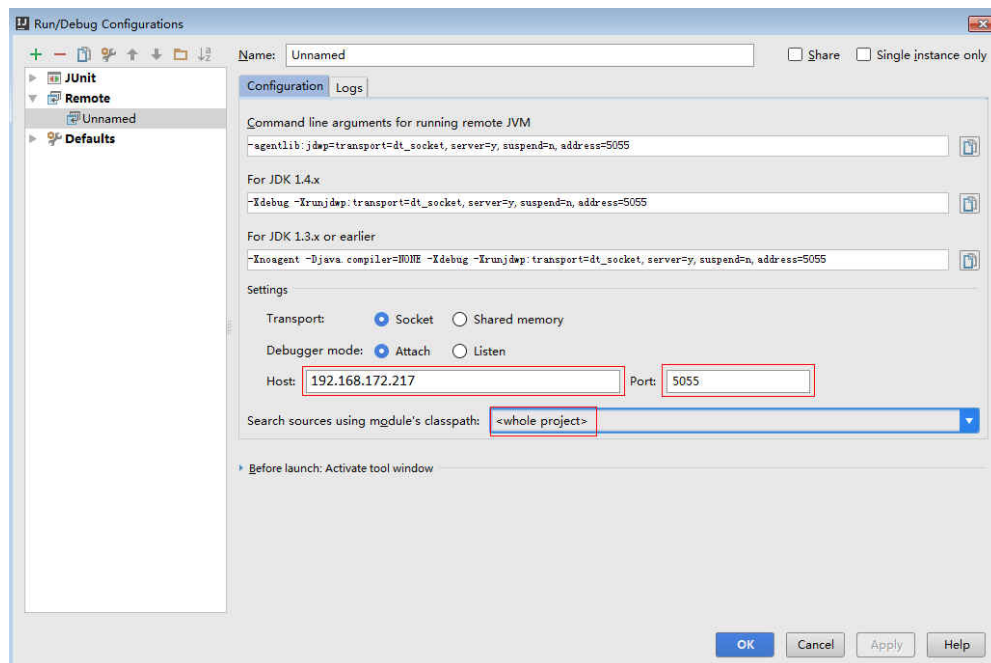 Run/Debug Configurations
Name: Unnamed
Share
Single instance only
JUnit
Remote
Unnamed
Defaults
Configuration
Logs
Command line arguments for running remote JVM
-agentlib:jdwp=transport=dt_socket, server=y, suspend=n, address=5055
For JDK 1.4.x
-Xdebug -Xrunjdwp:transport=dt_socket, server=y, suspend=n, address=5055
For JDK 1.3.x or earlier
-Xnoagent -Djava.compiler=NONE -Xdebug -Xrunjdwp:transport=dt_socket, server=y, suspend=n, address=5055
Settings
Transport: Socket Shared memory
Debugger mode: Attach Listen
Host: 192.168.172.217 Port: 5055
Search sources using module's classpath: <whole project>
Before launch: Activate tool window
OK Cancel Apply Help